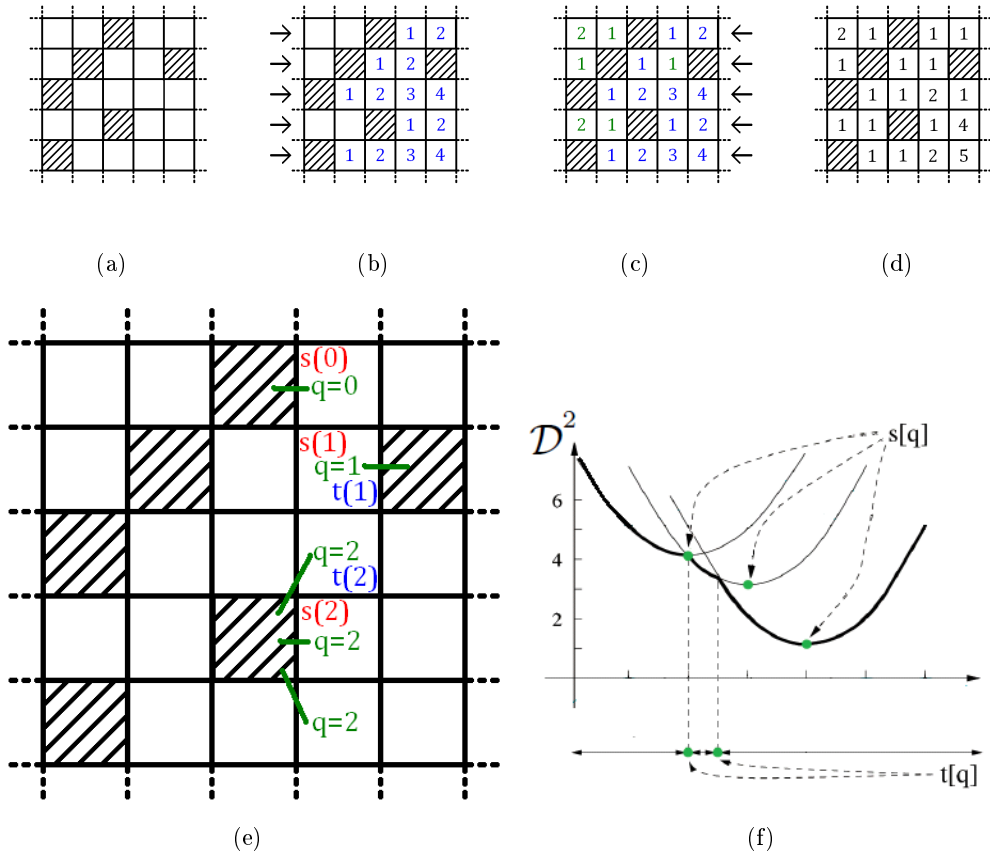 1 2
1 2
1 2 3 4
1 2
1 2 3 4
2 1 1 2
1 1 1
1 2 3 4
2 1 1 2
1 2 3 4
2 1 1 1
1 1 1
1 1 2 1
1 1 1 4
1 1 2 5
(a)
(b)
(c)
(d)
s(0)
q=0
s(1)
q=1
t(1)
q=2
t(2)
s(2)
q=2
q=2
(e)
D²
s[q]
6
4
2
t[q]
(f)